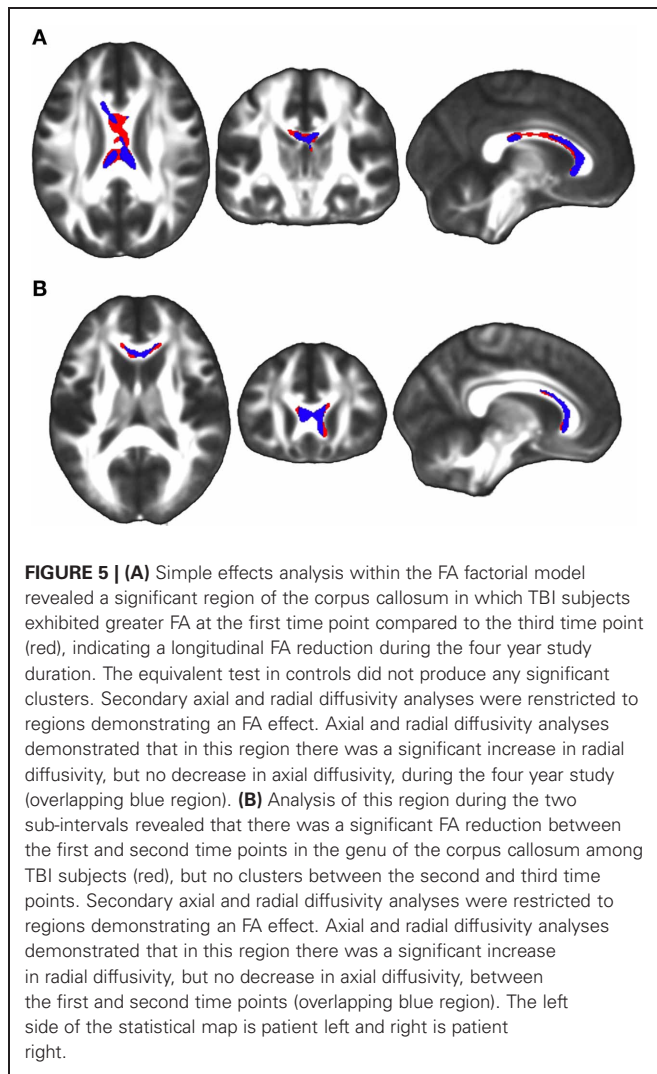 A
B
FIGURE 5 | (A) Simple effects analysis within the FA factorial model
revealed a significant region of the corpus callosum in which TBI subjects
exhibited greater FA at the first time point compared to the third time point
(red), indicating a longitudinal FA reduction during the four year study
duration. The equivalent test in controls did not produce any significant
clusters. Secondary axial and radial diffusivity analyses were renstricted to
regions demonstrating an FA effect. Axial and radial diffusivity analyses
demonstrated that in this region there was a significant increase in radial
diffusivity, but no decrease in axial diffusivity, during the four year study
(overlapping blue region). (B) Analysis of this region during the two
sub-intervals revealed that there was a significant FA reduction between
the first and second time points in the genu of the corpus callosum among
TBI subjects (red), but no clusters between the second and third time
points. Secondary axial and radial diffusivity analyses were restricted to
regions demonstrating an FA effect. Axial and radial diffusivity analyses
demonstrated that in this region there was a significant increase
in radial diffusivity, but no decrease in axial diffusivity, between
the first and second time points (overlapping blue region). The left
side of the statistical map is patient left and right is patient
right.